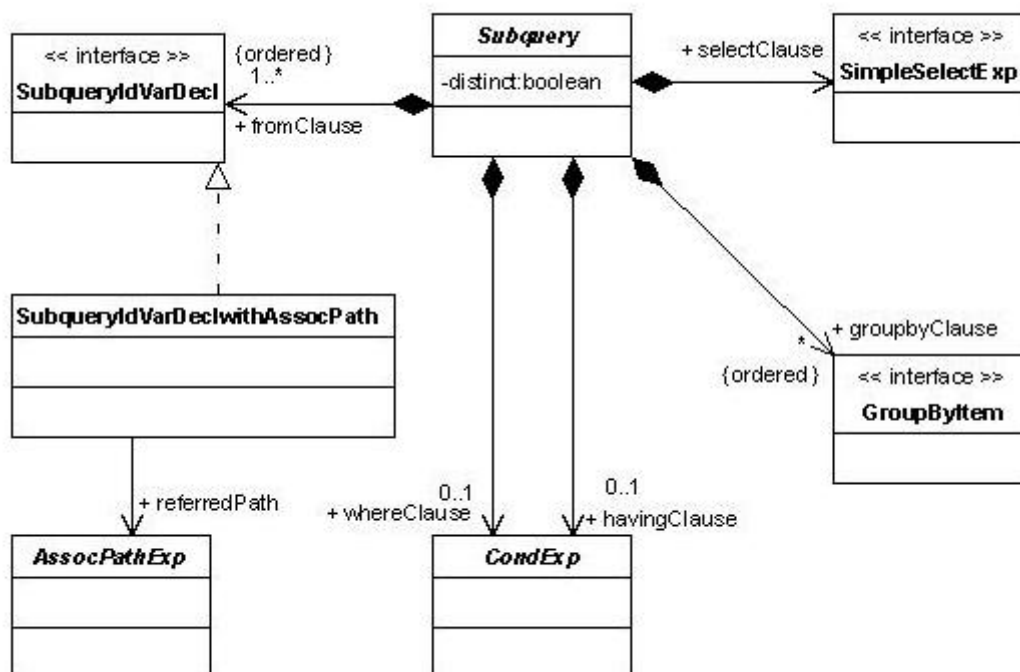 << interface >>
SubqueryIdVarDecl
{ordered}
1..*
+ fromClause
Subquery
-distinct:boolean
+ selectClause
<< interface >>
SimpleSelectExp
SubqueryIdVarDeclwithAssocPath
+ groupbyClause
*
{ordered}
<< interface >>
GroupByItem
+ referredPath
0..1
+ whereClause
0..1
+ havingClause
AssocPathExp
CondExp